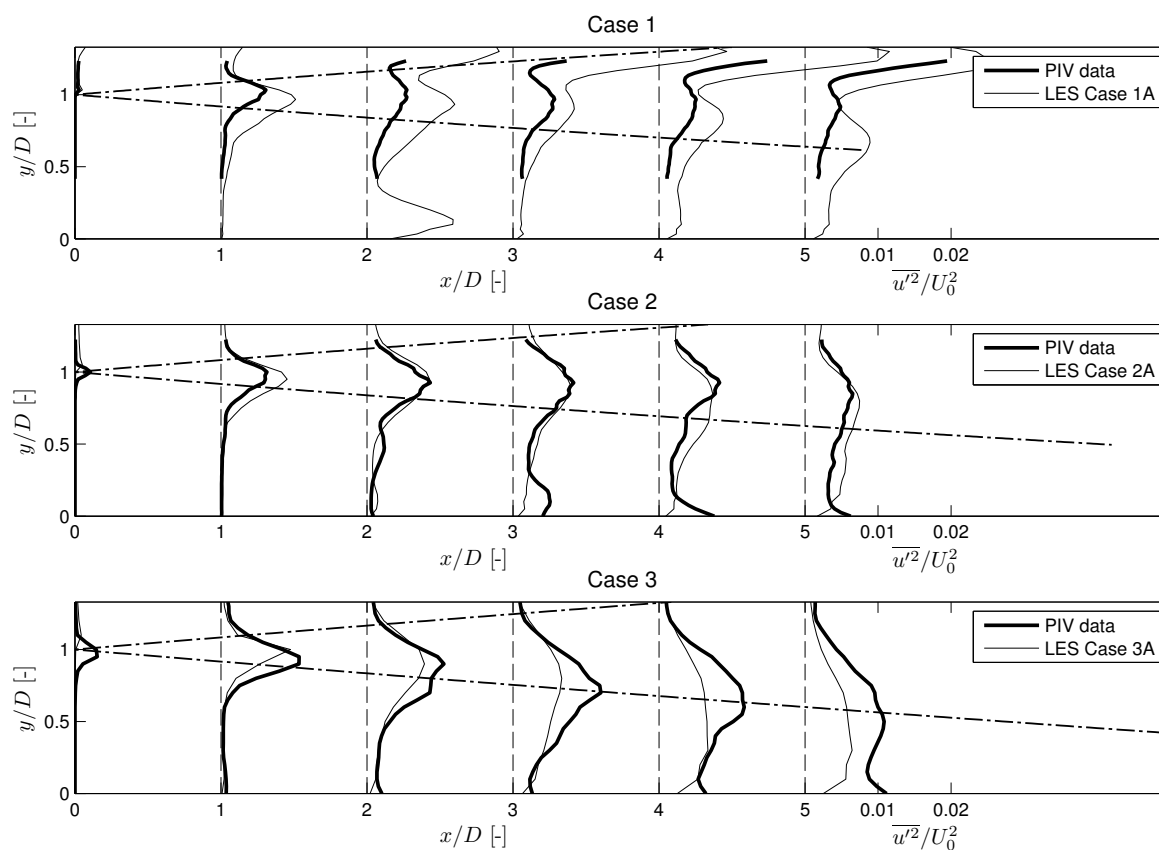 Case 1
1
0.5
0
y/D [-]
PIV data
LES Case 1A
0 1 2 3 4 5 0.01 0.02
x/D [-]
$\overline{u'^2}/U_0^2$
Case 2
1
0.5
0
y/D [-]
PIV data
LES Case 2A
0 1 2 3 4 5 0.01 0.02
x/D [-]
$\overline{u'^2}/U_0^2$
Case 3
1
0.5
0
y/D [-]
PIV data
LES Case 3A
0 1 2 3 4 5 0.01 0.02
x/D [-]
$\overline{u'^2}/U_0^2$